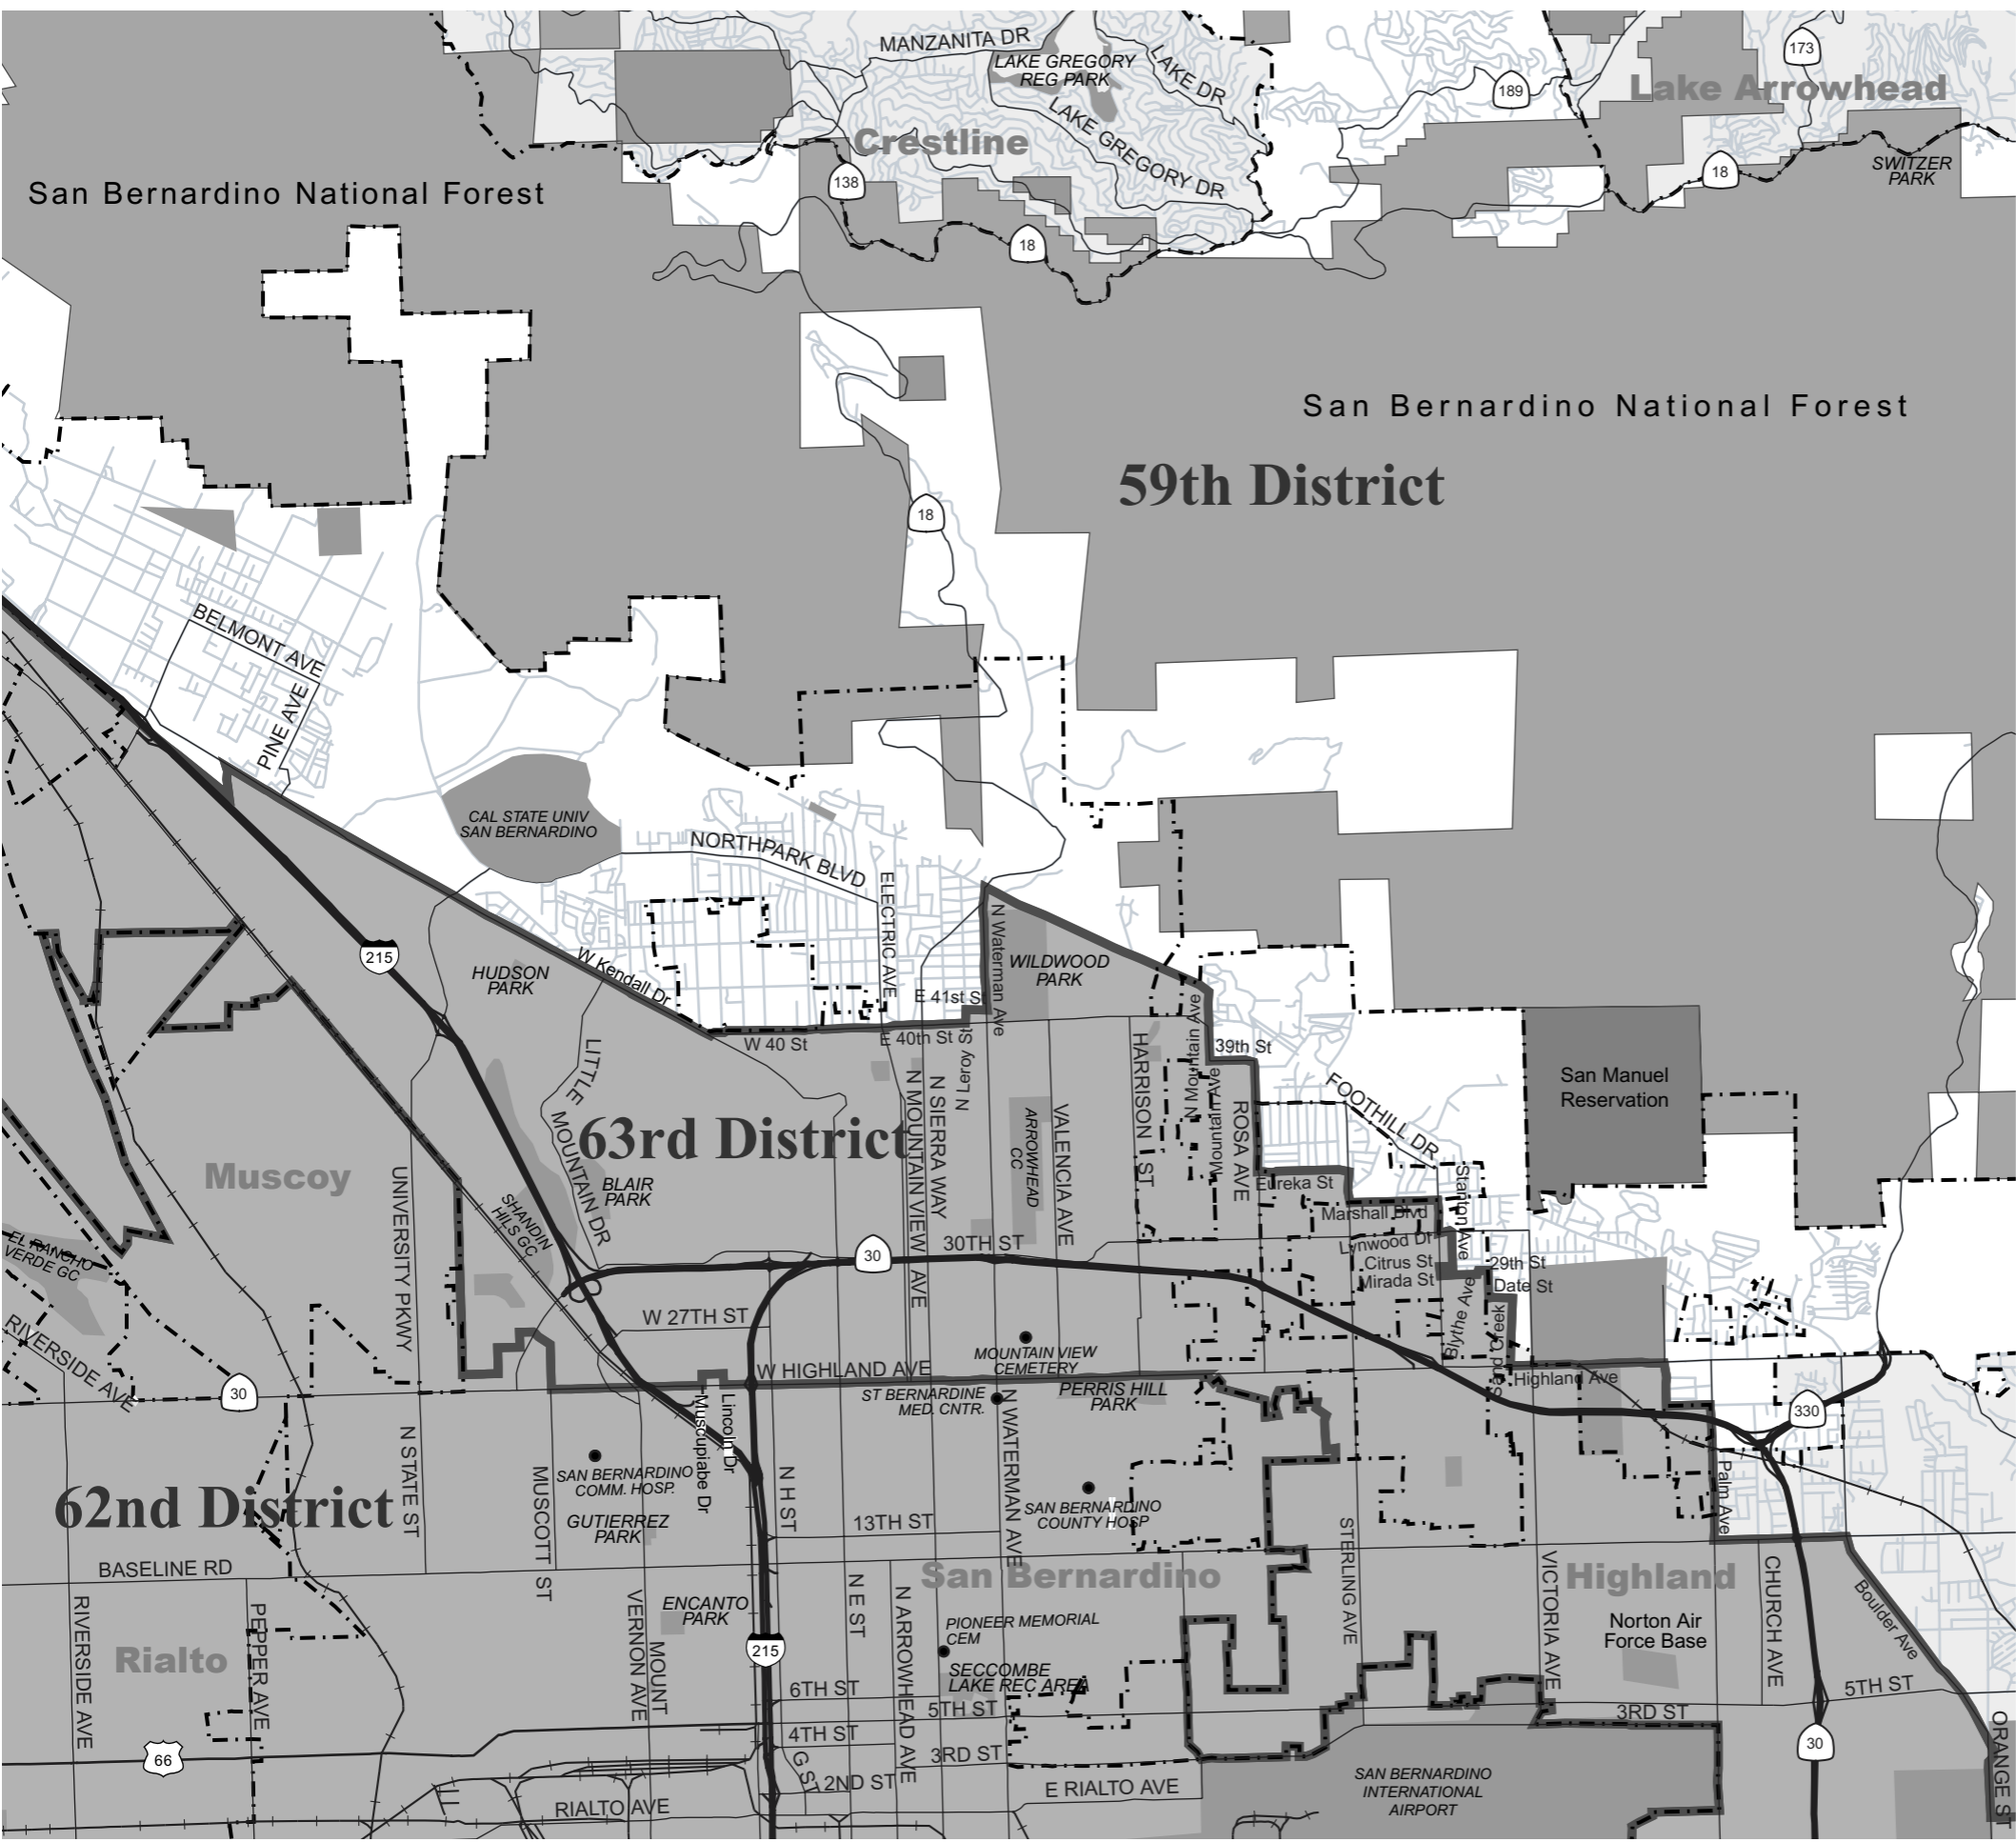 MANZANITA DR
LAKE GREGORY
REG PARK
LAKE DR
173
189
Lake Arrowhead
Crestline
LAKE GREGORY DR
138
18
18
SWITZER
PARK
San Bernardino National Forest
San Bernardino National Forest
59th District
18
BELMONT AVE
PINE AVE
CAL STATE UNIV
SAN BERNARDINO
NORTHPARK BLVD
ELECTRIC AVE
N Waterman Ave
WILDWOOD
PARK
215
HUDSON
PARK
W Kendall Dr
E 41st St
W 40 St
E 40th St
N Leroy St
39th St
N Mountain Ave
Mountain Ave
HARRISON ST
ROSA AVE
FOOTHILL DR
San Manuel
Reservation
LITTLE
MOUNTAIN DR
63rd District
N MOUNTAIN VIEW AVE
N SIERRA WAY
ARROWHEAD
CC
VALENCIA AVE
Muscoy
UNIVERSITY PKWY
SHANDIN
HILS GC
BLAIR
PARK
Eureka St
Marshall Blvd
Stanton Ave
Lynwood Dr
Citrus St
Mirada St
29th St
Date St
Blythe Ave
Sand Creek
EL RANCHO
VERDE GC
30
30TH ST
W 27TH ST
MOUNTAIN VIEW
CEMETERY
W HIGHLAND AVE
Highland Ave
RIVERSIDE AVE
30
ST BERNARDINE
MED. CNTR.
PERRIS HILL
PARK
330
N STATE ST
Muscupiabe Dr
Lincoln Dr
N WATERMAN AVE
SAN BERNARDINO
COMM. HOSP.
SAN BERNARDINO
COUNTY HOSP
Palm Ave
62nd District
MUSCOTT ST
GUTIERREZ
PARK
N H ST
13TH ST
STERLING AVE
VICTORIA AVE
BASELINE RD
San Bernardino
Highland
CHURCH AVE
Boulder Ave
RIVERSIDE AVE
PEPPER AVE
VERNON AVE
MOUNT
ENCANTO
PARK
N E ST
N ARROWHEAD AVE
PIONEER MEMORIAL
CEM
Norton Air
Force Base
Rialto
215
SECCOMBE
LAKE REC AREA
6TH ST
5TH ST
5TH ST
3RD ST
4TH ST
3RD ST
66
G ST
2ND ST
30
ORANGE ST
RIALTO AVE
E RIALTO AVE
SAN BERNARDINO
INTERNATIONAL
AIRPORT